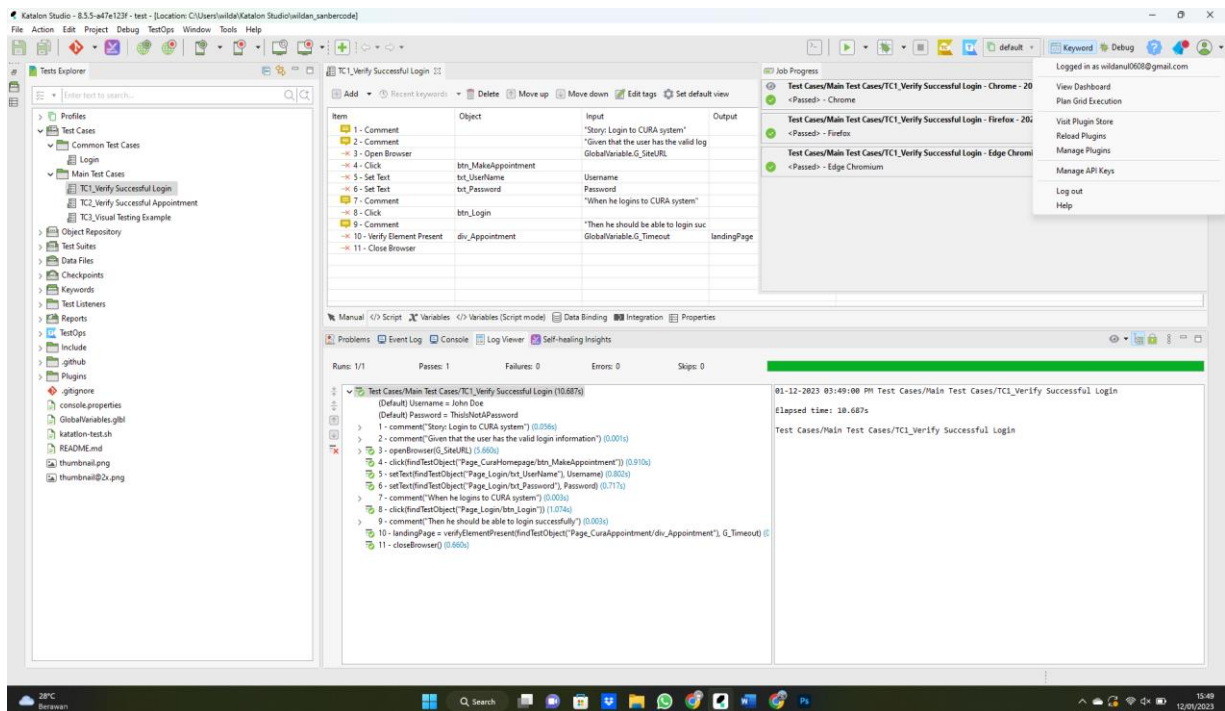 Katalon Studio - 8.5.5-a47e123f - test - [Location: C:\Users\wilda\Katalon Studio\wildan_sanbercode]
File Action Edit Project Debug TestOps Window Tools Help
default
Keyword
Debug
Tests Explorer
Enter text to search...
Profiles
Test Cases
Common Test Cases
Login
Main Test Cases
TC1_Verify Successful Login
TC2_Verify Successful Appointment
TC3_Visual Testing Example
Object Repository
Test Suites
Data Files
Checkpoints
Keywords
Test Listeners
Reports
TestOps
Include
.github
Plugins
.gitignore
console.properties
GlobalVariables.glbl
katatlon-test.sh
README.md
thumbnail.png
thumbnail@2x.png
TC1_Verify Successful Login
Add Recent keywords Delete Move up Move down Edit tags Set default view
Item Object Input Output
1 - Comment "Story: Login to CURA system"
2 - Comment "Given that the user has the valid log
3 - Open Browser GlobalVariable.G_SiteURL
4 - Click btn_MakeAppointment
5 - Set Text txt_UserName Username
6 - Set Text txt_Password Password
7 - Comment "When he logins to CURA system"
8 - Click btn_Login
9 - Comment "Then he should be able to login suc
10 - Verify Element Present div_Appointment GlobalVariable.G_Timeout landingPage
11 - Close Browser
Manual </> Script Variables </> Variables (Script mode) Data Binding Integration Properties
Job Progress
Test Cases/Main Test Cases/TC1_Verify Successful Login - Chrome - 20
<Passed> - Chrome
Test Cases/Main Test Cases/TC1_Verify Successful Login - Firefox - 202
<Passed> - Firefox
Test Cases/Main Test Cases/TC1_Verify Successful Login - Edge Chromi
<Passed> - Edge Chromium
Logged in as wildanul0608@gmail.com
View Dashboard
Plan Grid Execution
Visit Plugin Store
Reload Plugins
Manage Plugins
Manage API Keys
Log out
Help
Problems Event Log Console Log Viewer Self-healing Insights
Runs: 1/1 Passes: 1 Failures: 0 Errors: 0 Skips: 0
Test Cases/Main Test Cases/TC1_Verify Successful Login (10.687s)
(Default) Username = John Doe
(Default) Password = ThisIsNotAPassword
1 - comment("Story: Login to CURA system") (0.056s)
2 - comment("Given that the user has the valid login information") (0.001s)
3 - openBrowser(G_SiteURL) (5.660s)
4 - click(findTestObject("Page_CuraHomepage/btn_MakeAppointment")) (0.910s)
5 - setText(findTestObject("Page_Login/txt_UserName"), Username) (0.802s)
6 - setText(findTestObject("Page_Login/txt_Password"), Password) (0.717s)
7 - comment("When he logins to CURA system") (0.003s)
8 - click(findTestObject("Page_Login/btn_Login")) (1.074s)
9 - comment("Then he should be able to login successfully") (0.003s)
10 - landingPage = verifyElementPresent(findTestObject("Page_CuraAppointment/div_Appointment"), G_Timeout)
11 - closeBrowser() (0.660s)
01-12-2023 03:49:00 PM Test Cases/Main Test Cases/TC1_Verify Successful Login
Elapsed time: 10.687s
Test Cases/Main Test Cases/TC1_Verify Successful Login
28°C
Berawan
Search
15:49
12/01/2023